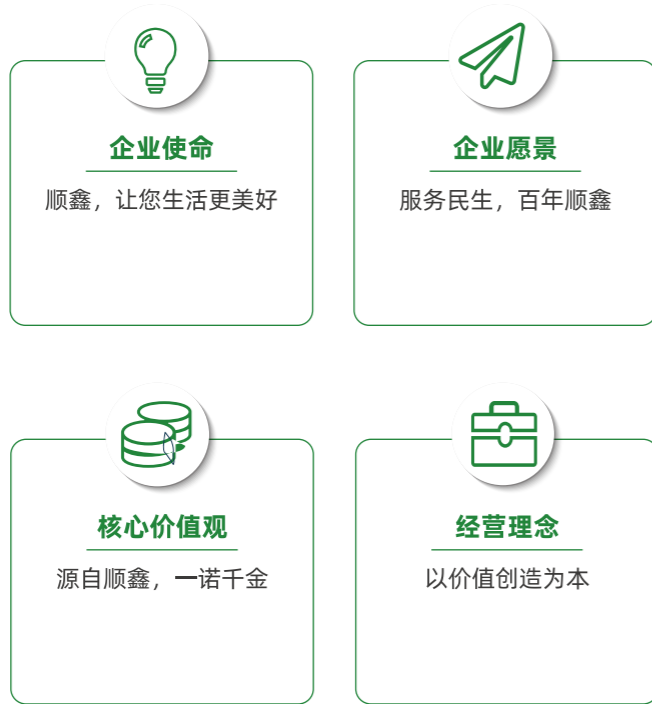 企业使命
顺鑫，让您生活更美好
企业愿景
服务民生，百年顺鑫
核心价值观
源自顺鑫，一诺千金
经营理念
以价值创造为本